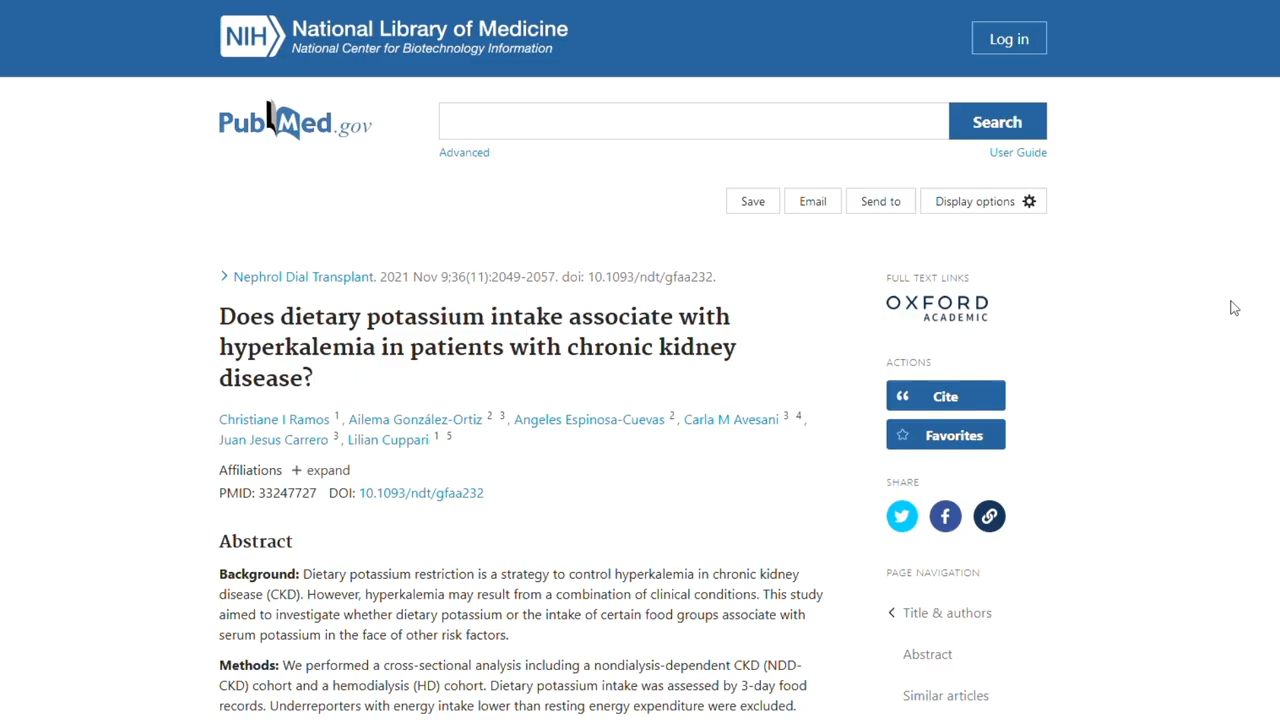 NIH National Library of Medicine
National Center for Biotechnology Information
Log in
PubMed.gov
Search
Advanced
User Guide
Save
Email
Send to
Display options
Nephrol Dial Transplant. 2021 Nov 9;36(11):2049-2057. doi: 10.1093/ndt/gfaa232.
Does dietary potassium intake associate with
hyperkalemia in patients with chronic kidney
disease?
Christiane I Ramos 1, Ailema González-Ortiz 2 3, Angeles Espinosa-Cuevas 2, Carla M Avesani 3 4,
Juan Jesus Carrero 3, Lilian Cuppari 1 5
Affiliations + expand
PMID: 33247727 DOI: 10.1093/ndt/gfaa232
Abstract
Background: Dietary potassium restriction is a strategy to control hyperkalemia in chronic kidney
disease (CKD). However, hyperkalemia may result from a combination of clinical conditions. This study
aimed to investigate whether dietary potassium or the intake of certain food groups associate with
serum potassium in the face of other risk factors.
Methods: We performed a cross-sectional analysis including a nondialysis-dependent CKD (NDD-
CKD) cohort and a hemodialysis (HD) cohort. Dietary potassium intake was assessed by 3-day food
records. Underreporters with energy intake lower than resting energy expenditure were excluded.
FULL TEXT LINKS
OXFORD
ACADEMIC
ACTIONS
Cite
Favorites
SHARE
PAGE NAVIGATION
Title & authors
Abstract
Similar articles